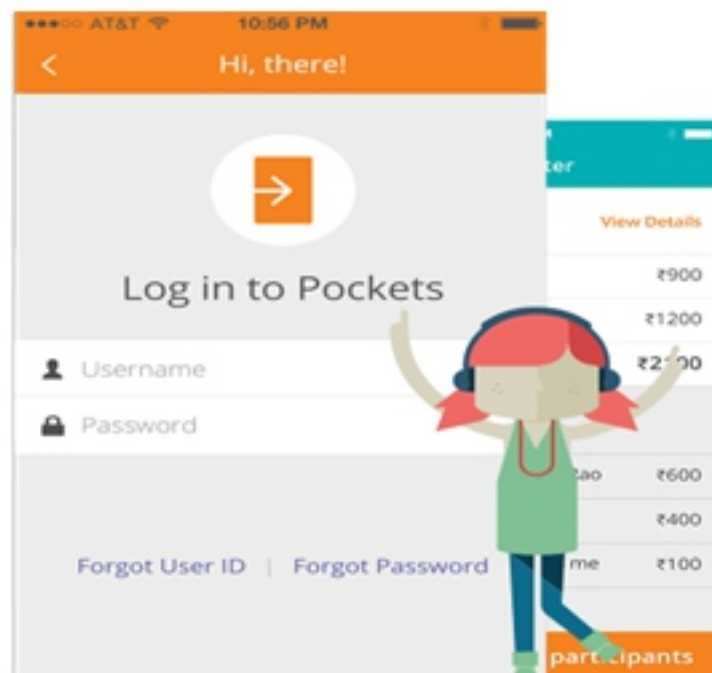 AT&T 10:56 PM
Hi, there!
Log in to Pockets
Username
Password
Forgot User ID | Forgot Password
View Details
₹900
₹1200
₹600
₹400
me ₹100
participants